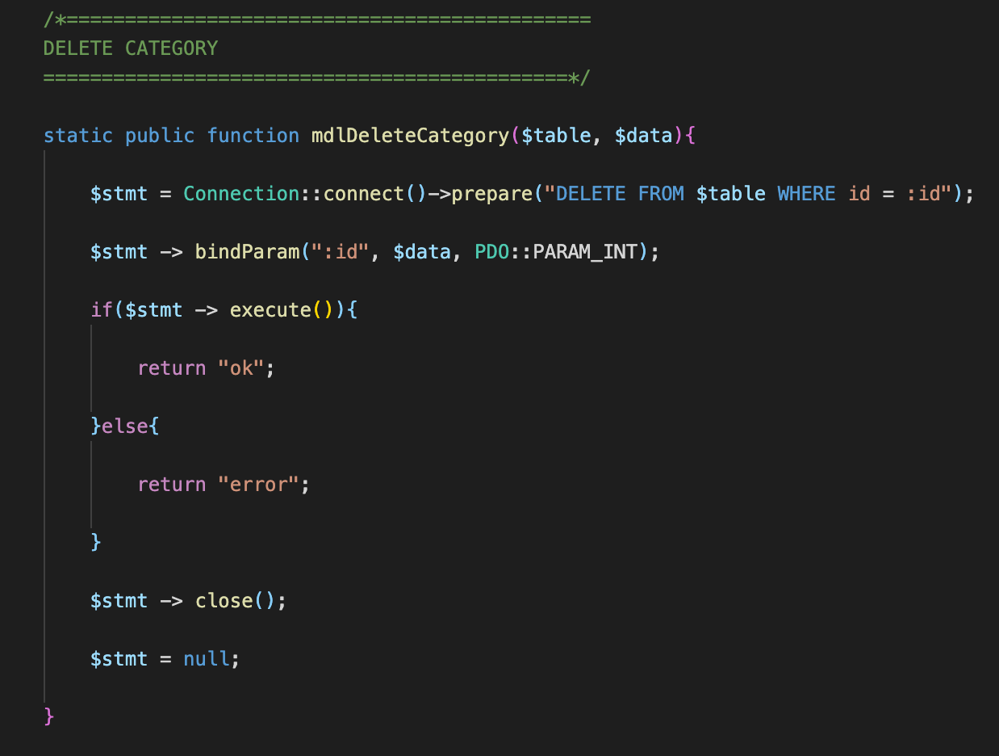 /*=============================================
DELETE CATEGORY
=============================================*/
static public function mdlDeleteCategory($table, $data){
$stmt = Connection::connect()->prepare("DELETE FROM $table WHERE id = :id");
$stmt -> bindParam(":id", $data, PDO::PARAM_INT);
if($stmt -> execute()){
return "ok";
}else{
return "error";
}
$stmt -> close();
$stmt = null;
}